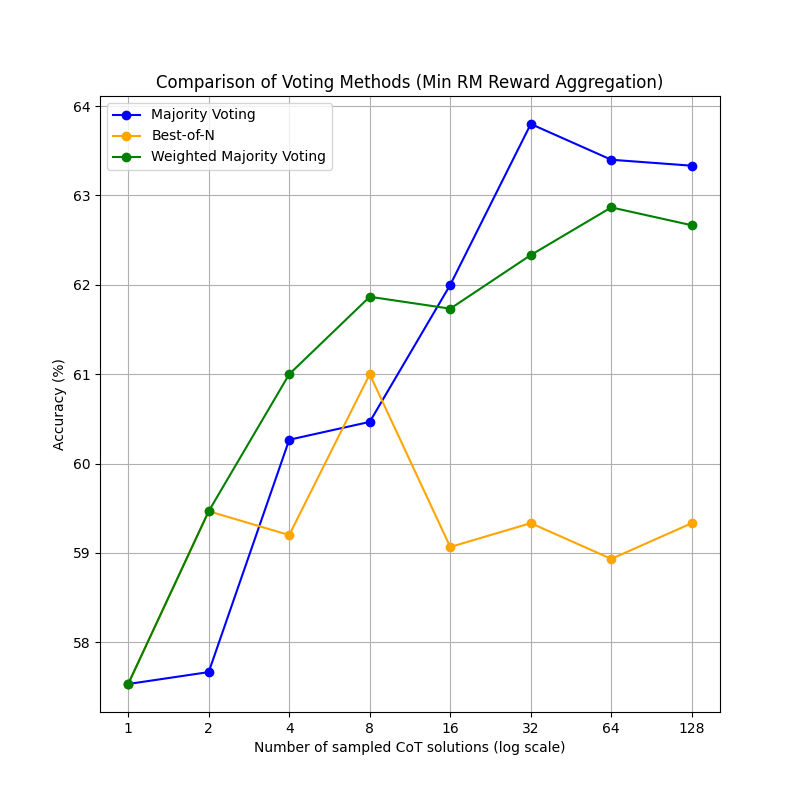 Comparison of Voting Methods (Min RM Reward Aggregation)
Majority Voting
Best-of-N
Weighted Majority Voting
64
63
62
61
60
59
58
Accuracy (%)
1 2 4 8 16 32 64 128
Number of sampled CoT solutions (log scale)